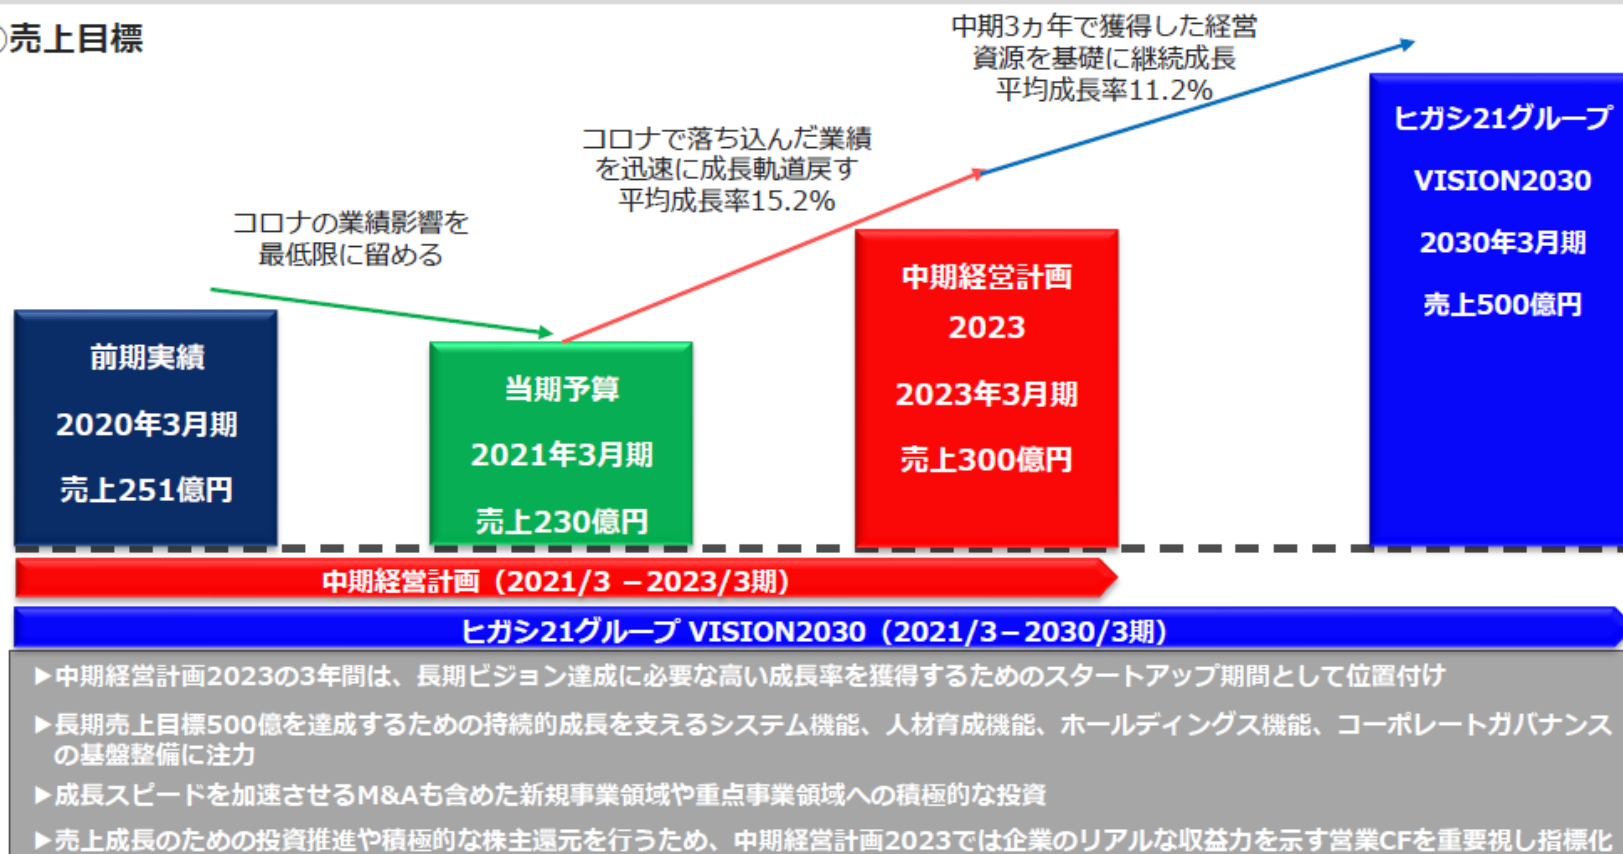 売上目標
中期3ヵ年で獲得した経営
資源を基礎に継続成長
平均成長率11.2%
コロナで落ち込んだ業績
を迅速に成長軌道戻す
平均成長率15.2%
コロナの業績影響を
最低限に留める
前期実績
2020年3月期
売上251億円
当期予算
2021年3月期
売上230億円
中期経営計画
2023
2023年3月期
売上300億円
ヒガシ21グループ
VISION2030
2030年3月期
売上500億円
中期経営計画（2021/3 －2023/3期）
ヒガシ21グループ VISION2030（2021/3－2030/3期）
▶中期経営計画2023の3年間は、長期ビジョン達成に必要な高い成長率を獲得するためのスタートアップ期間として位置付け
▶長期売上目標500億を達成するための持続的成長を支えるシステム機能、人材育成機能、ホールディングス機能、コーポレートガバナンス
の基盤整備に注力
▶成長スピードを加速させるM&Aも含めた新規事業領域や重点事業領域への積極的な投資
▶売上成長のための投資推進や積極的な株主還元を行うため、中期経営計画2023では企業のリアルな収益力を示す営業CFを重要視し指標化